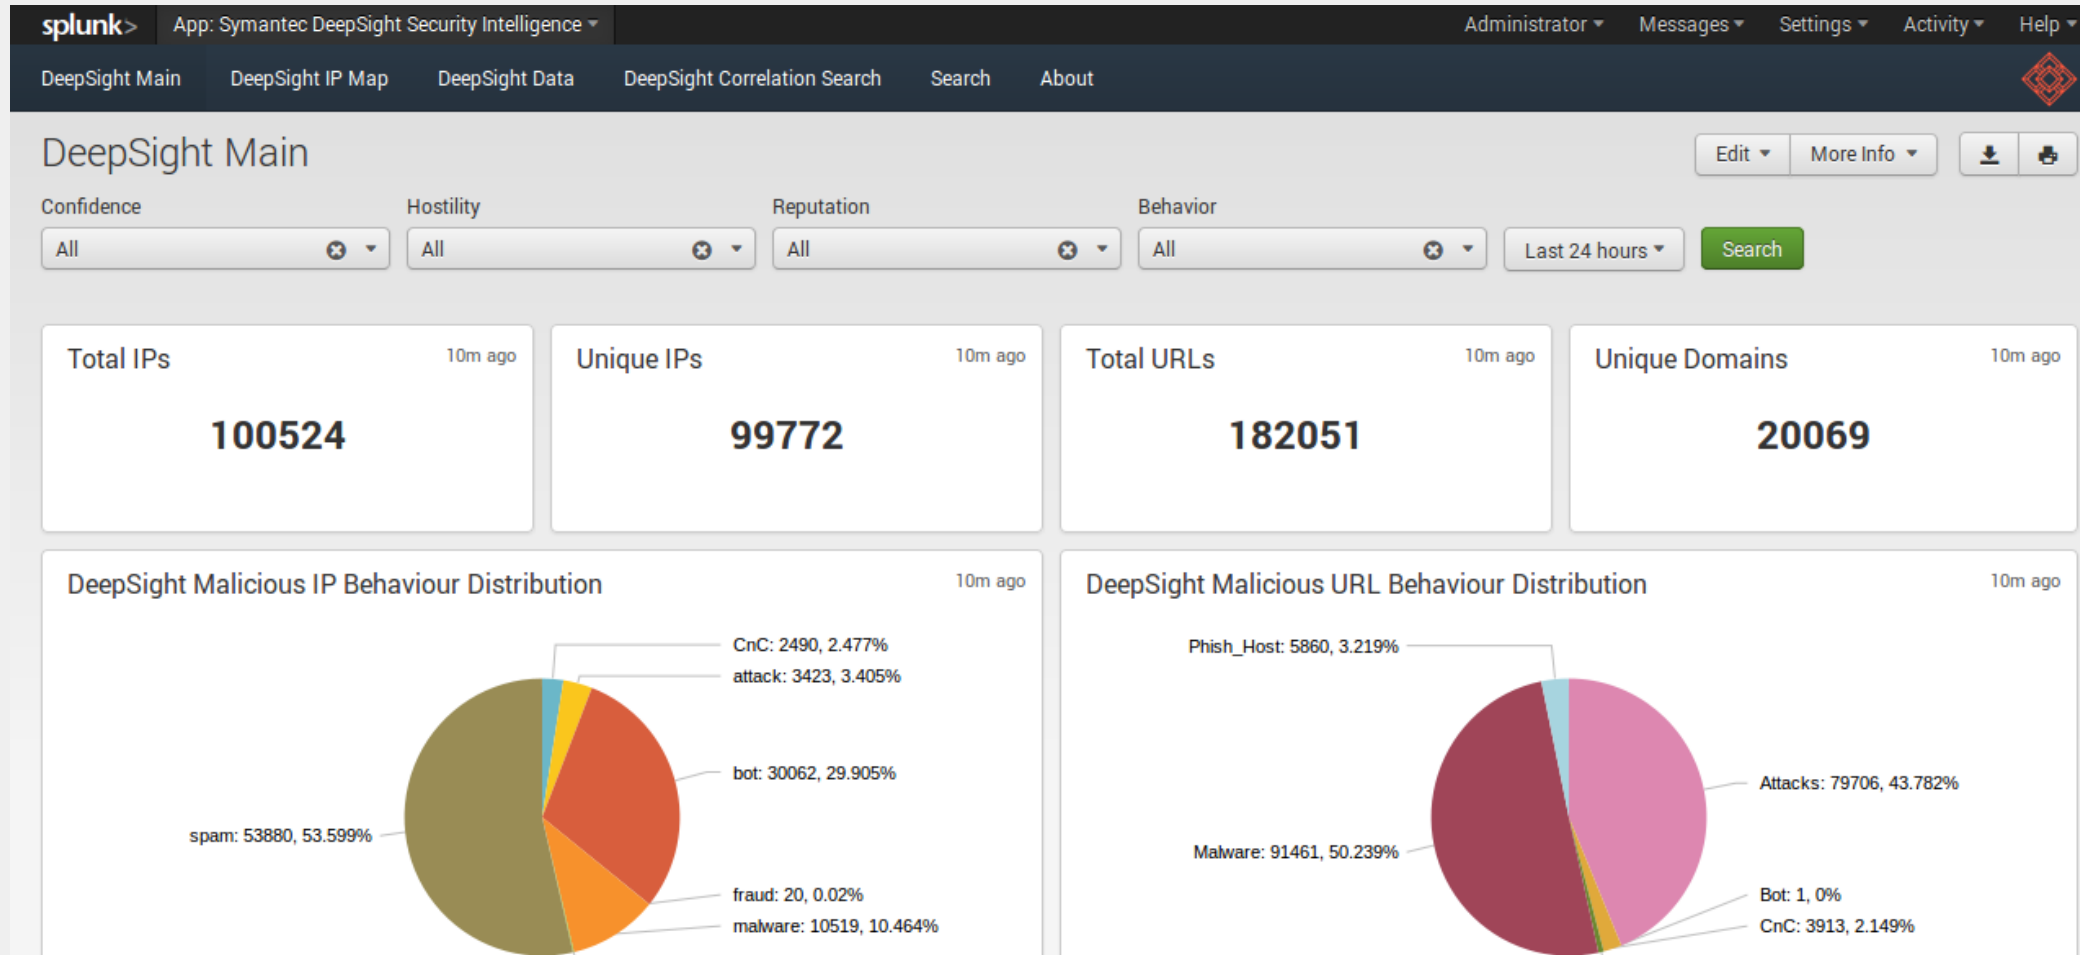 splunk> App: Symantec DeepSight Security Intelligence Administrator Messages Settings Activity Help
DeepSight Main DeepSight IP Map DeepSight Data DeepSight Correlation Search Search About
DeepSight Main Edit More Info
Confidence Hostility Reputation Behavior
All All All All Last 24 hours Search
Total IPs 10m ago Unique IPs 10m ago Total URLs 10m ago Unique Domains 10m ago
100524 99772 182051 20069
DeepSight Malicious IP Behaviour Distribution 10m ago
CnC: 2490, 2.477%
attack: 3423, 3.405%
bot: 30062, 29.905%
spam: 53880, 53.599%
fraud: 20, 0.02%
malware: 10519, 10.464%
DeepSight Malicious URL Behaviour Distribution 10m ago
Phish_Host: 5860, 3.219%
Attacks: 79706, 43.782%
Malware: 91461, 50.239%
Bot: 1, 0%
CnC: 3913, 2.149%